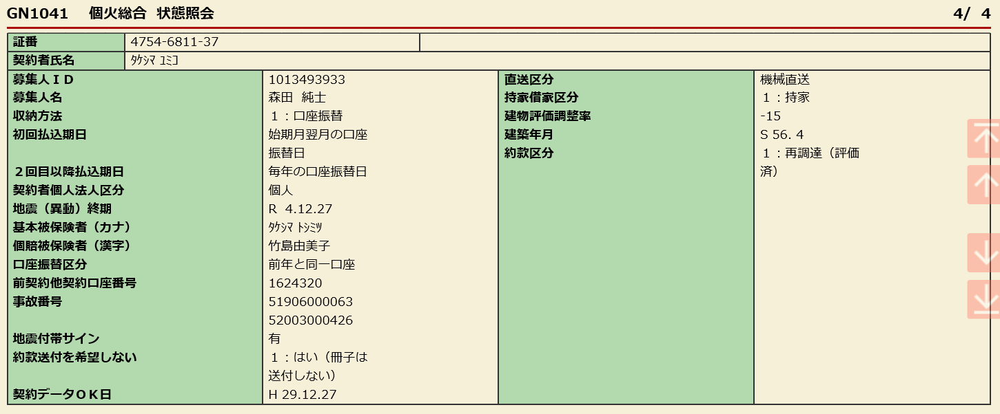 GN1041 個火総合 状態照会 4/ 4
証番 4754-6811-37
契約者氏名 ﾀｹｼﾏ ﾕﾐｺ
募集人ＩＤ 1013493933 直送区分 機械直送
募集人名 森田 純士 持家借家区分 １：持家
収納方法 １：口座振替 建物評価調整率 -15
初回払込期日 始期月翌月の口座 建築年月 S 56. 4
振替日 約款区分 １：再調達（評価
２回目以降払込期日 毎年の口座振替日 済）
契約者個人法人区分 個人
地震（異動）終期 R 4.12.27
基本被保険者（カナ） ﾀｹｼﾏ ﾄｼﾐﾂ
個賠被保険者（漢字） 竹島由美子
口座振替区分 前年と同一口座
前契約他契約口座番号 1624320
事故番号 51906000063
52003000426
地震付帯サイン 有
約款送付を希望しない １：はい（冊子は
送付しない）
契約データＯＫ日 H 29.12.27